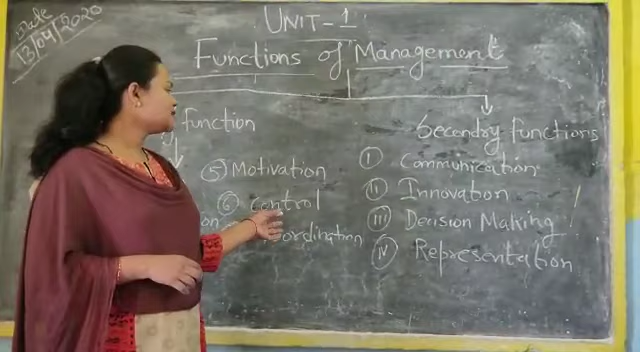 Date
13/04/2020
UNIT-1
Functions of Management
function
Secondry functions
⑤ Motivation
⑥ Control
on
ordination
Ⅰ Communication
Ⅱ Innovation
Ⅲ Decision Making
Ⅳ Representation